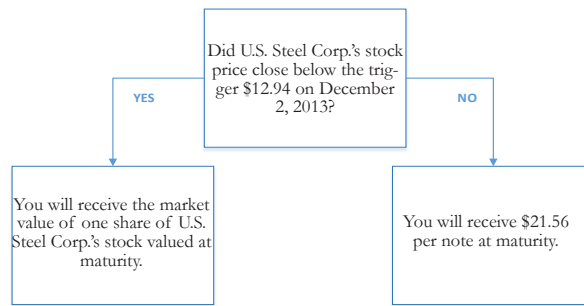 Did U.S. Steel Corp.'s stock
price close below the trig-
ger $12.94 on December
2, 2013?
YES
NO
You will receive the market
value of one share of U.S.
Steel Corp.'s stock valued at
maturity.
You will receive $21.56
per note at maturity.